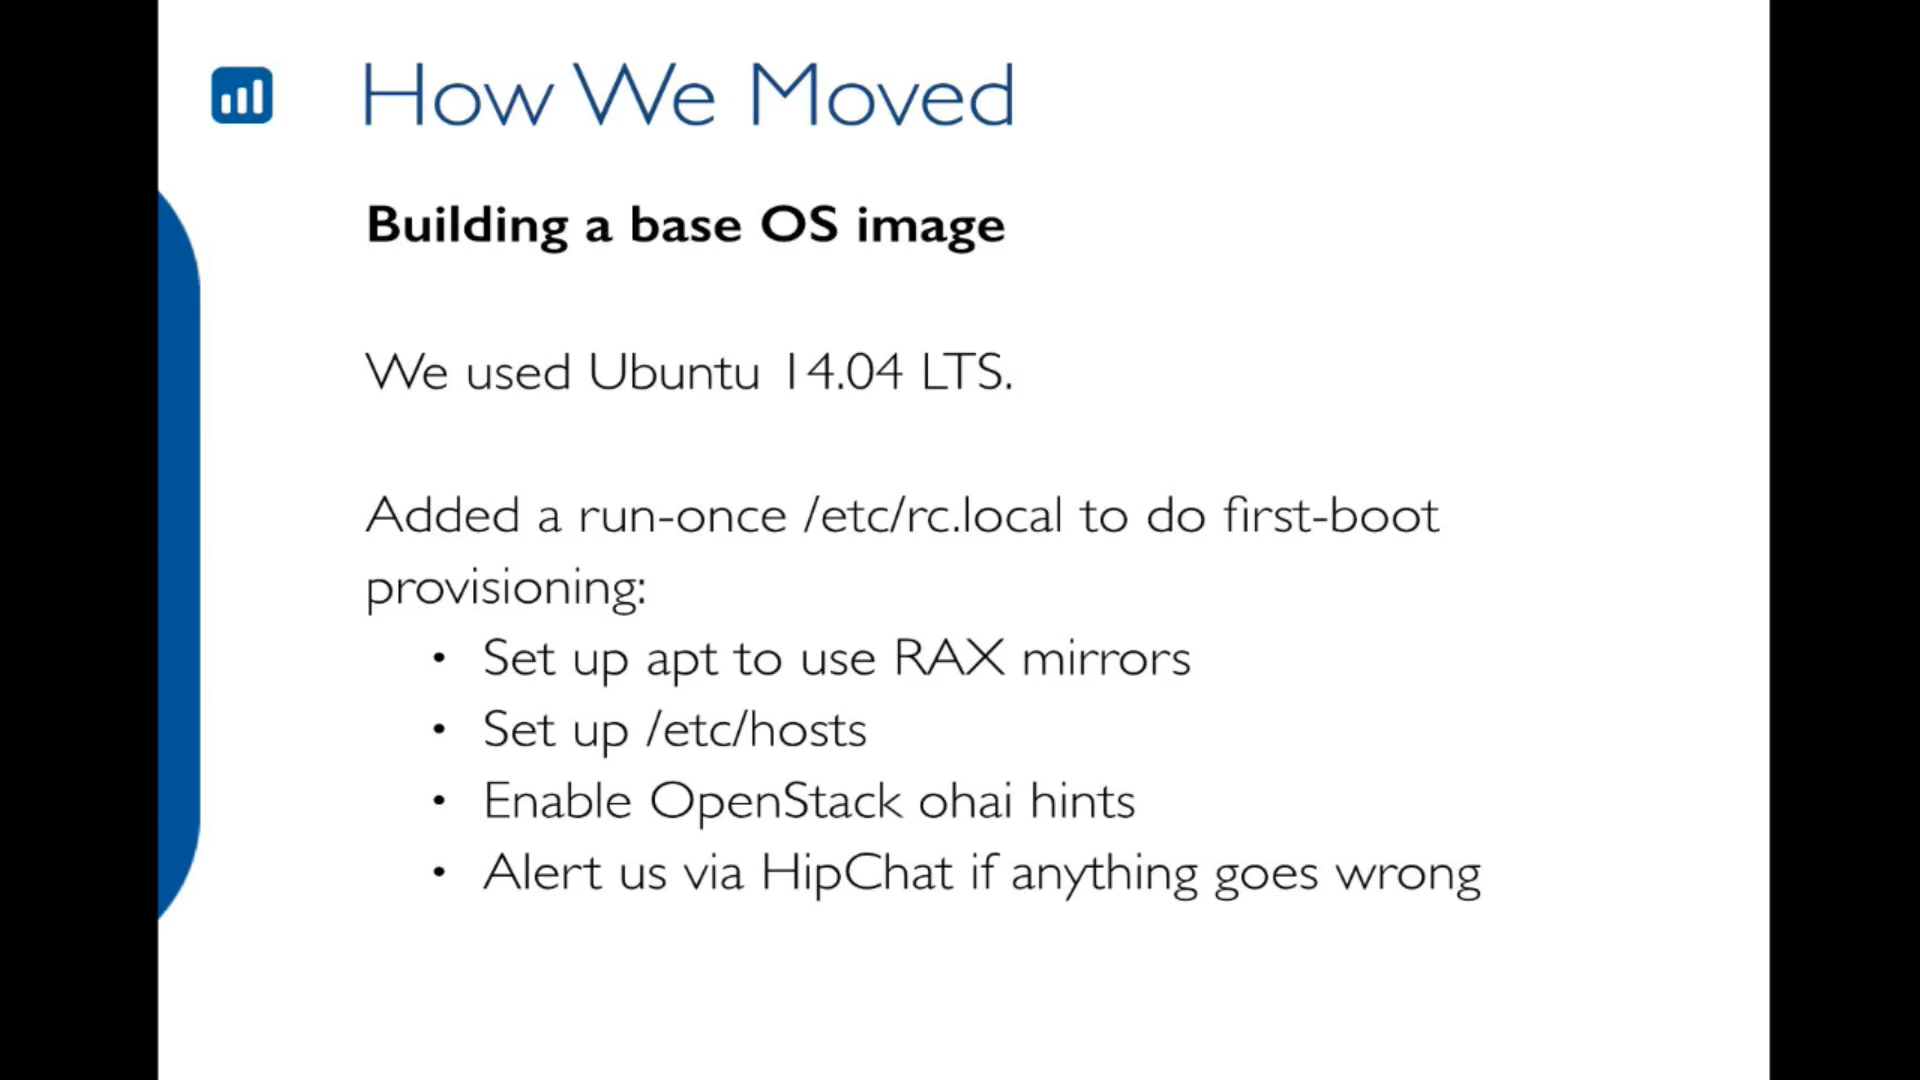 How We Moved
Building a base OS image
We used Ubuntu 14.04 LTS.
Added a run-once /etc/rc.local to do first-boot
provisioning:
• Set up apt to use RAX mirrors
• Set up /etc/hosts
• Enable OpenStack ohai hints
• Alert us via HipChat if anything goes wrong